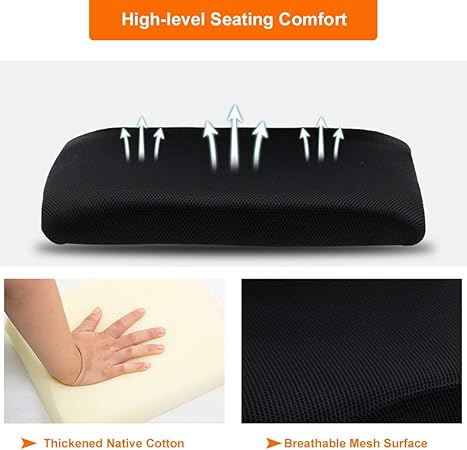 High-level Seating Comfort
Thickened Native Cotton
Breathable Mesh Surface